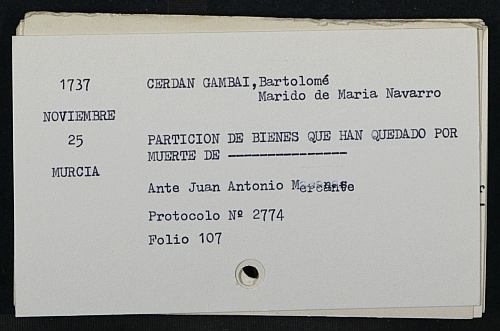 1737
CERDAN GAMBAI, Bartolomé
Marido de Maria Navarro
NOVIEMBRE
25
PARTICION DE BIENES QUE HAN QUEDADO POR
MUERTE DE ---------------
MURCIA
Ante Juan Antonio
Protocolo Nº 2774
Folio 107